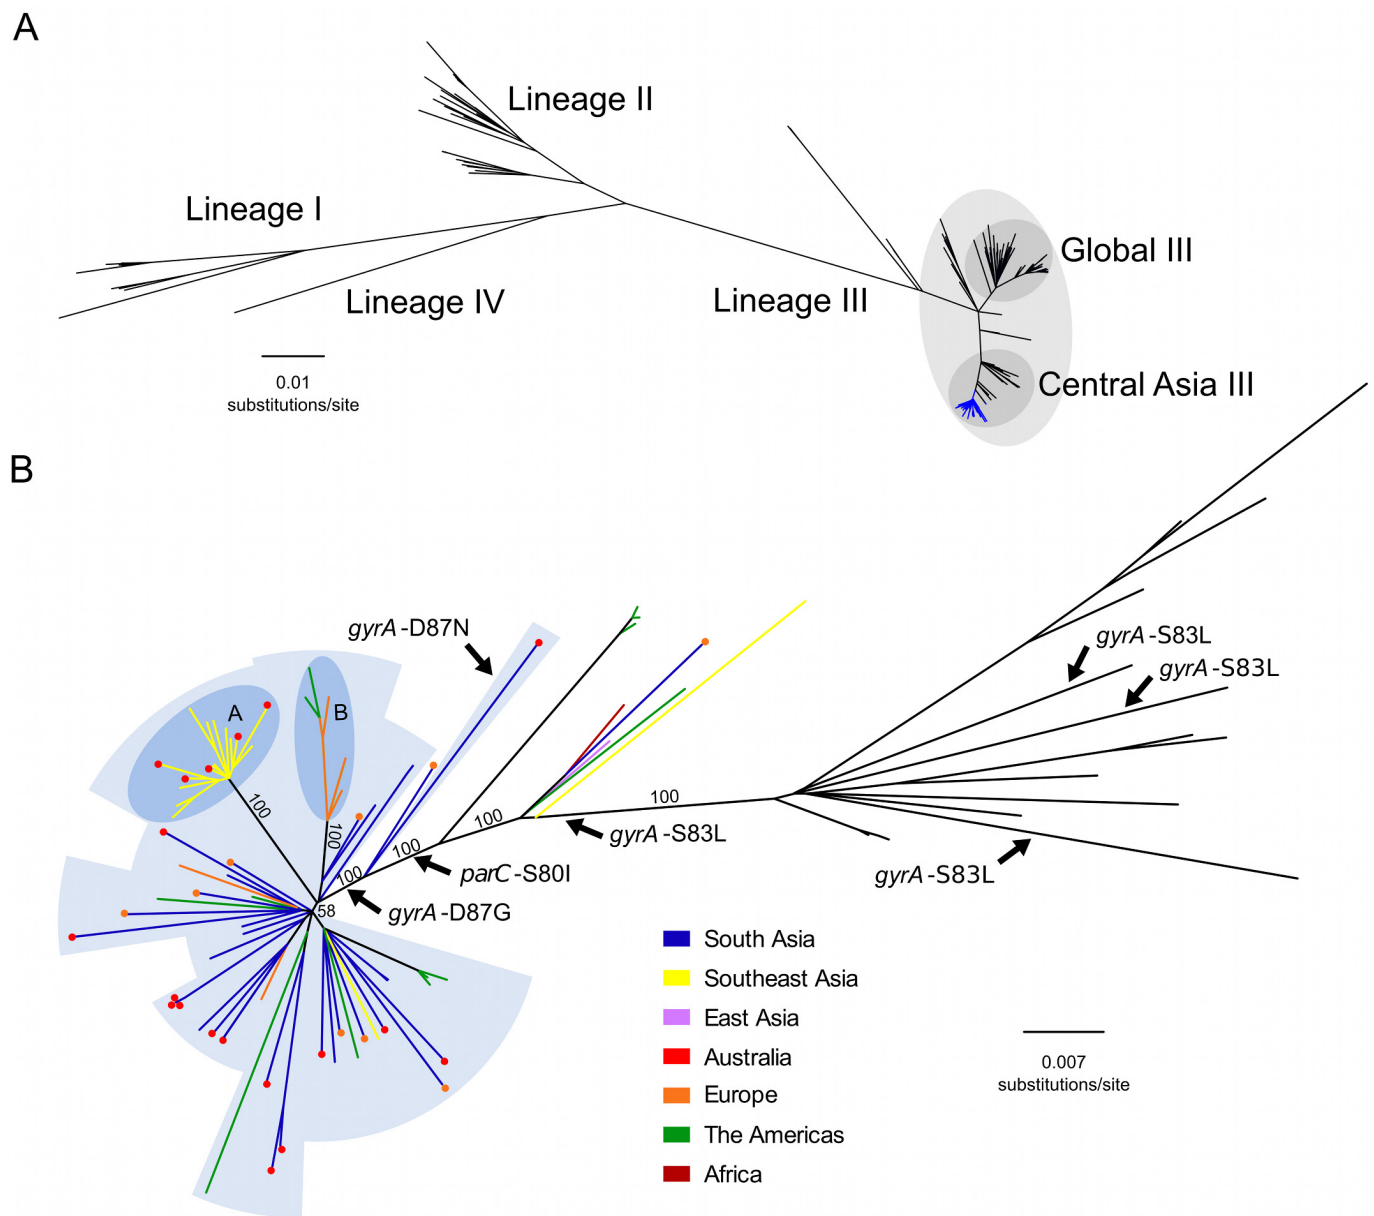 A
Lineage II
Lineage I
Global III
Lineage IV
Lineage III
0.01
substitutions/site
Central Asia III
B
gyrA-D87N
gyrA-S83L
gyrA-S83L
A
B
100
100
100
100
100
100
gyrA-S83L
parC-S80I
gyrA-S83L
gyrA-D87G
58
South Asia
Southeast Asia
East Asia
Australia
Europe
The Americas
Africa
0.007
substitutions/site